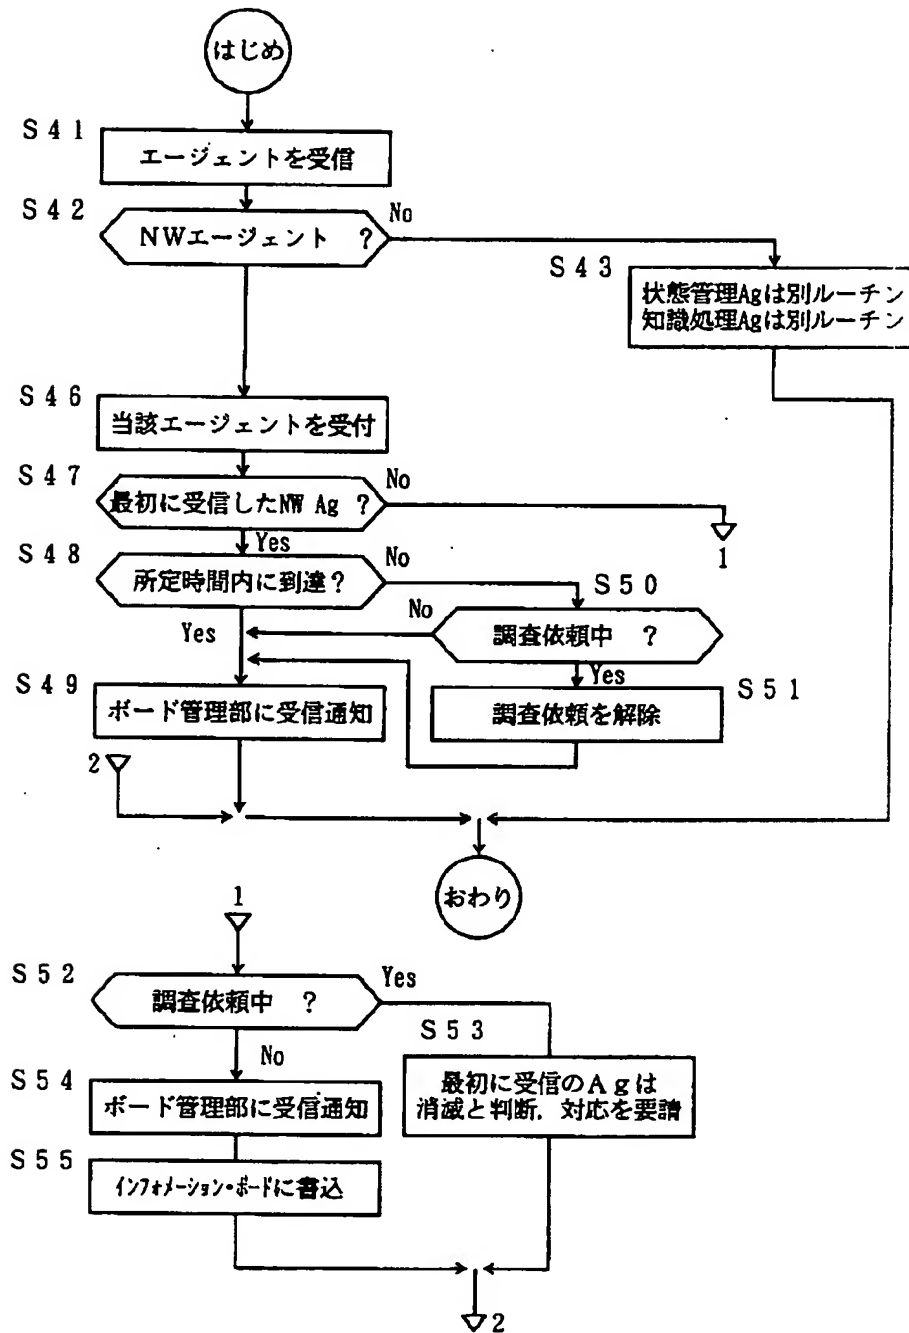 はじめ
S41
エージェントを受信
S42
NWエージェント ?
No
S43
状態管理Agは別ルーチン
知識処理Agは別ルーチン
S46
当該エージェントを受付
S47
最初に受信したNW Ag ?
No
1
Yes
S48
所定時間内に到達?
No
S50
調査依頼中 ?
No
Yes
Yes
S49
ボード管理部に受信通知
S51
調査依頼を解除
2
おわり
1
S52
調査依頼中 ?
Yes
S53
最初に受信のAgは
消滅と判断.対応を要請
No
S54
ボード管理部に受信通知
S55
インフォメーション・ボードに書込
2